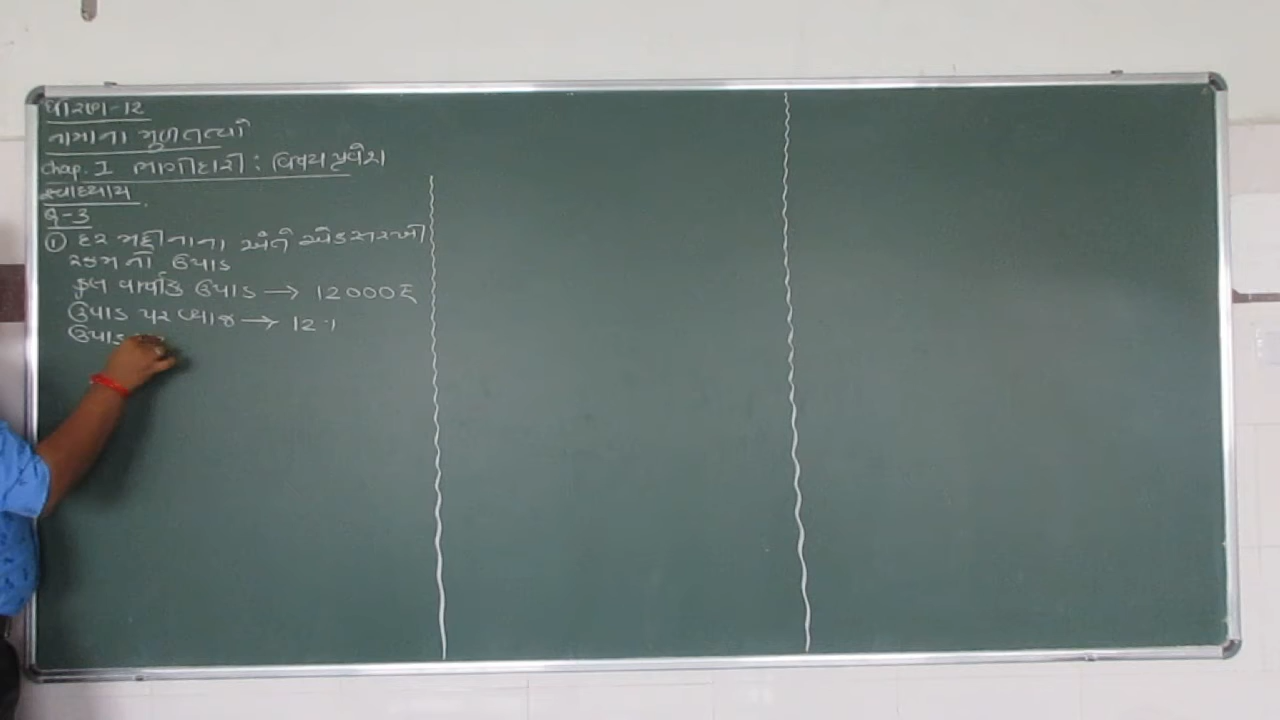 ધોરણ-12
નામાના મૂળતત્વો
Chap. 1 ભાગીદારી : વિષય પ્રવેશ
સ્વાધ્યાય
પ્ર-3
① દર મહીનાના અંતે એકસરખી
રકમની ઉપાડ
કુલ વાર્ષિક ઉપાડ → 12000 ₹
ઉપાડ પર વ્યાજ → 12%
ઉપાડ